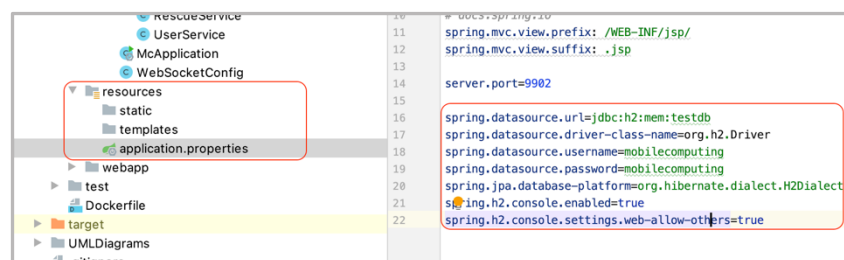 RescueService
UserService
McApplication
WebSocketConfig
resources
static
templates
application.properties
webapp
test
Dockerfile
target
UMLDiagrams
.gitignore
10 # docs.spring.io
11 spring.mvc.view.prefix: /WEB-INF/jsp/
12 spring.mvc.view.suffix: .jsp
13
14 server.port=9902
15
16 spring.datasource.url=jdbc:h2:mem:testdb
17 spring.datasource.driver-class-name=org.h2.Driver
18 spring.datasource.username=mobilecomputing
19 spring.datasource.password=mobilecomputing
20 spring.jpa.database-platform=org.hibernate.dialect.H2Dialect
21 spring.h2.console.enabled=true
22 spring.h2.console.settings.web-allow-others=true